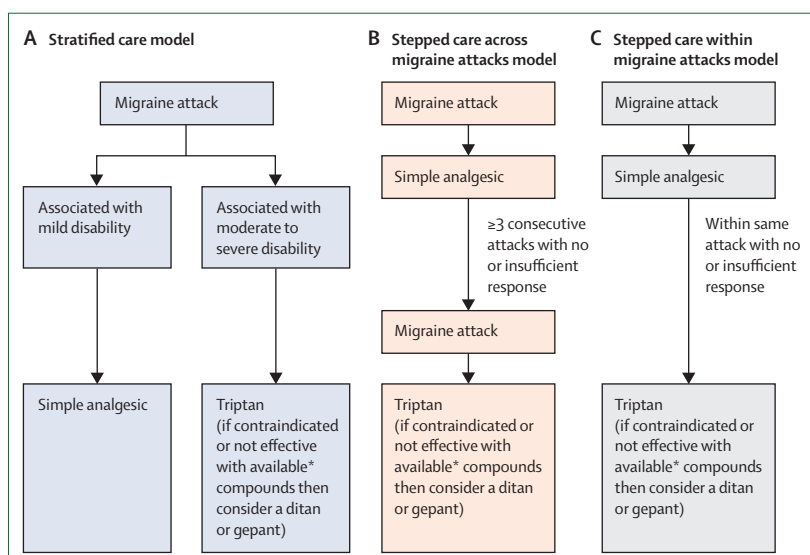 A Stratified care model
Migraine attack
Associated with
mild disability
Associated with
moderate to
severe disability
Simple analgesic
Triptan
(if contraindicated
or not effective
with available*
compounds then
consider a ditan
or gepant)
B Stepped care across
migraine attacks model
Migraine attack
Simple analgesic
≥3 consecutive
attacks with no
or insufficient
response
Migraine attack
Triptan
(if contraindicated or
not effective with
available* compounds
then consider a ditan
or gepant)
C Stepped care within
migraine attacks model
Migraine attack
Simple analgesic
Within same
attack with no
or insufficient
response
Triptan
(if contraindicated or
not effective with
available* compounds
then consider a ditan
or gepant)